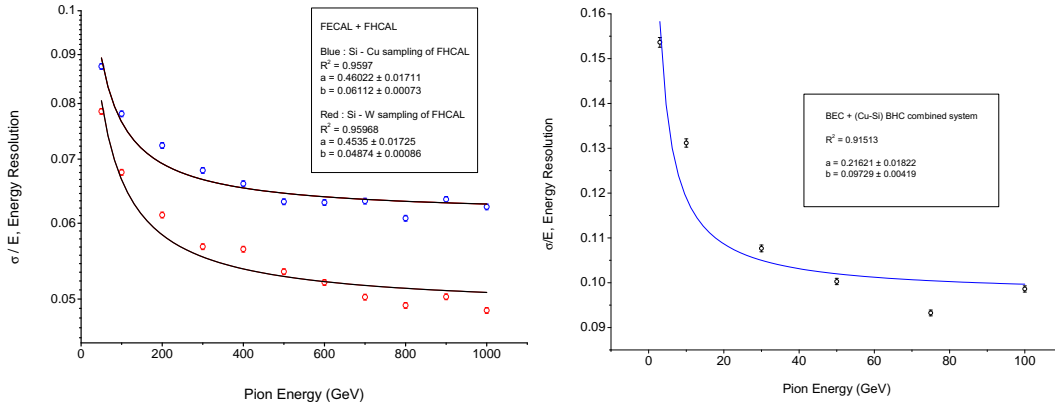 0.1
0.09
0.08
0.07
0.06
0.05
σ / E, Energy Resolution
0
200
400
600
800
1000
Pion Energy (GeV)
FECAL + FHCAL
Blue : Si - Cu sampling of FHCAL
R² = 0.9597
a = 0.46022 ± 0.01711
b = 0.06112 ± 0.00073
Red : Si - W sampling of FHCAL
R² = 0.95968
a = 0.4535 ± 0.01725
b = 0.04874 ± 0.00086
0.16
0.15
0.14
0.13
0.12
0.11
0.10
0.09
σ/E, Energy Resolution
0
20
40
60
80
100
Pion Energy (GeV)
BEC + (Cu-Si) BHC combined system
R² = 0.91513
a = 0.21621 ± 0.01822
b = 0.09729 ± 0.00419